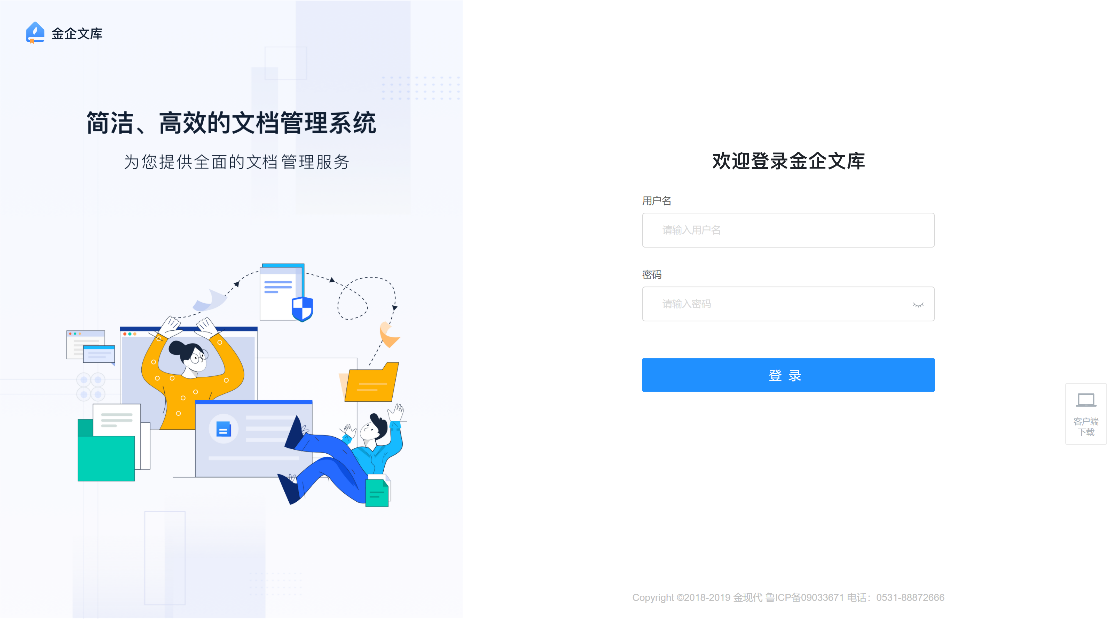 金企文库
简洁、高效的文档管理系统
为您提供全面的文档管理服务
欢迎登录金企文库
用户名
请输入用户名
密码
请输入密码
登 录
客户端
下载
Copyright ©2018-2019 金现代 鲁ICP备09033671 电话：0531-88872666